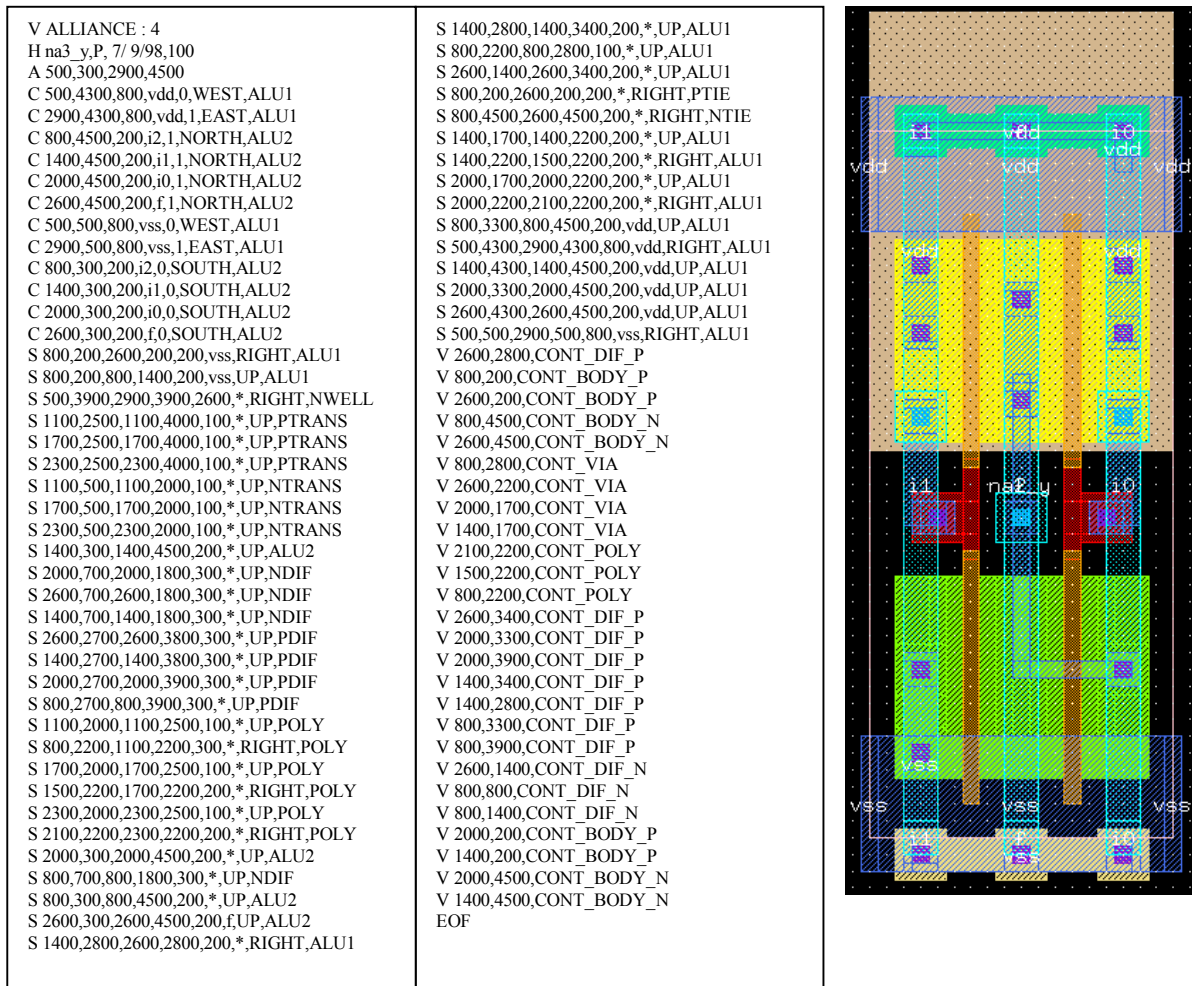 V ALLIANCE : 4
H na3_y,P, 7/ 9/98,100
A 500,300,2900,4500
C 500,4300,800,vdd,0,WEST,ALU1
C 2900,4300,800,vdd,1,EAST,ALU1
C 800,4500,200,i2,1,NORTH,ALU2
C 1400,4500,200,i1,1,NORTH,ALU2
C 2000,4500,200,i0,1,NORTH,ALU2
C 2600,4500,200,f,1,NORTH,ALU2
C 500,500,800,vss,0,WEST,ALU1
C 2900,500,800,vss,1,EAST,ALU1
C 800,300,200,i2,0,SOUTH,ALU2
C 1400,300,200,i1,0,SOUTH,ALU2
C 2000,300,200,i0,0,SOUTH,ALU2
C 2600,300,200,f,0,SOUTH,ALU2
S 800,200,2600,200,200,vss,RIGHT,ALU1
S 800,200,800,1400,200,vss,UP,ALU1
S 500,3900,2900,3900,2600,*,RIGHT,NWELL
S 1100,2500,1100,4000,100,*,UP,PTRANS
S 1700,2500,1700,4000,100,*,UP,PTRANS
S 2300,2500,2300,4000,100,*,UP,PTRANS
S 1100,500,1100,2000,100,*,UP,NTRANS
S 1700,500,1700,2000,100,*,UP,NTRANS
S 2300,500,2300,2000,100,*,UP,NTRANS
S 1400,300,1400,4500,200,*,UP,ALU2
S 2000,700,2000,1800,300,*,UP,NDIF
S 2600,700,2600,1800,300,*,UP,NDIF
S 1400,700,1400,1800,300,*,UP,NDIF
S 2600,2700,2600,3800,300,*,UP,PDIF
S 1400,2700,1400,3800,300,*,UP,PDIF
S 2000,2700,2000,3900,300,*,UP,PDIF
S 800,2700,800,3900,300,*,UP,PDIF
S 1100,2000,1100,2500,100,*,UP,POLY
S 800,2200,1100,2200,300,*,RIGHT,POLY
S 1700,2000,1700,2500,100,*,UP,POLY
S 1500,2200,1700,2200,200,*,RIGHT,POLY
S 2300,2000,2300,2500,100,*,UP,POLY
S 2100,2200,2300,2200,200,*,RIGHT,POLY
S 2000,300,2000,4500,200,*,UP,ALU2
S 800,700,800,1800,300,*,UP,NDIF
S 800,300,800,4500,200,*,UP,ALU2
S 2600,300,2600,4500,200,f,UP,ALU2
S 1400,2800,2600,2800,200,*,RIGHT,ALU1
S 1400,2800,1400,3400,200,*,UP,ALU1
S 800,2200,800,2800,100,*,UP,ALU1
S 2600,1400,2600,3400,200,*,UP,ALU1
S 800,200,2600,200,200,*,RIGHT,PTIE
S 800,4500,2600,4500,200,*,RIGHT,NTIE
S 1400,1700,1400,2200,200,*,UP,ALU1
S 1400,2200,1500,2200,200,*,RIGHT,ALU1
S 2000,1700,2000,2200,200,*,UP,ALU1
S 2000,2200,2100,2200,200,*,RIGHT,ALU1
S 800,3300,800,4500,200,vdd,UP,ALU1
S 500,4300,2900,4300,800,vdd,RIGHT,ALU1
S 1400,4300,1400,4500,200,vdd,UP,ALU1
S 2000,3300,2000,4500,200,vdd,UP,ALU1
S 2600,4300,2600,4500,200,vdd,UP,ALU1
S 500,500,2900,500,800,vss,RIGHT,ALU1
V 2600,2800,CONT_DIF_P
V 800,200,CONT_BODY_P
V 2600,200,CONT_BODY_P
V 800,4500,CONT_BODY_N
V 2600,4500,CONT_BODY_N
V 800,2800,CONT_VIA
V 2600,2200,CONT_VIA
V 2000,1700,CONT_VIA
V 1400,1700,CONT_VIA
V 2100,2200,CONT_POLY
V 1500,2200,CONT_POLY
V 800,2200,CONT_POLY
V 2600,3400,CONT_DIF_P
V 2000,3300,CONT_DIF_P
V 2000,3900,CONT_DIF_P
V 1400,3400,CONT_DIF_P
V 1400,2800,CONT_DIF_P
V 800,3300,CONT_DIF_P
V 800,3900,CONT_DIF_P
V 2600,1400,CONT_DIF_N
V 800,800,CONT_DIF_N
V 800,1400,CONT_DIF_N
V 2000,200,CONT_BODY_P
V 1400,200,CONT_BODY_P
V 2000,4500,CONT_BODY_N
V 1400,4500,CONT_BODY_N
EOF
i1 i0
vdd
vdd vdd vdd
vdd vdd
i1 i0
vss
vss vss vss
i1 i0
vss